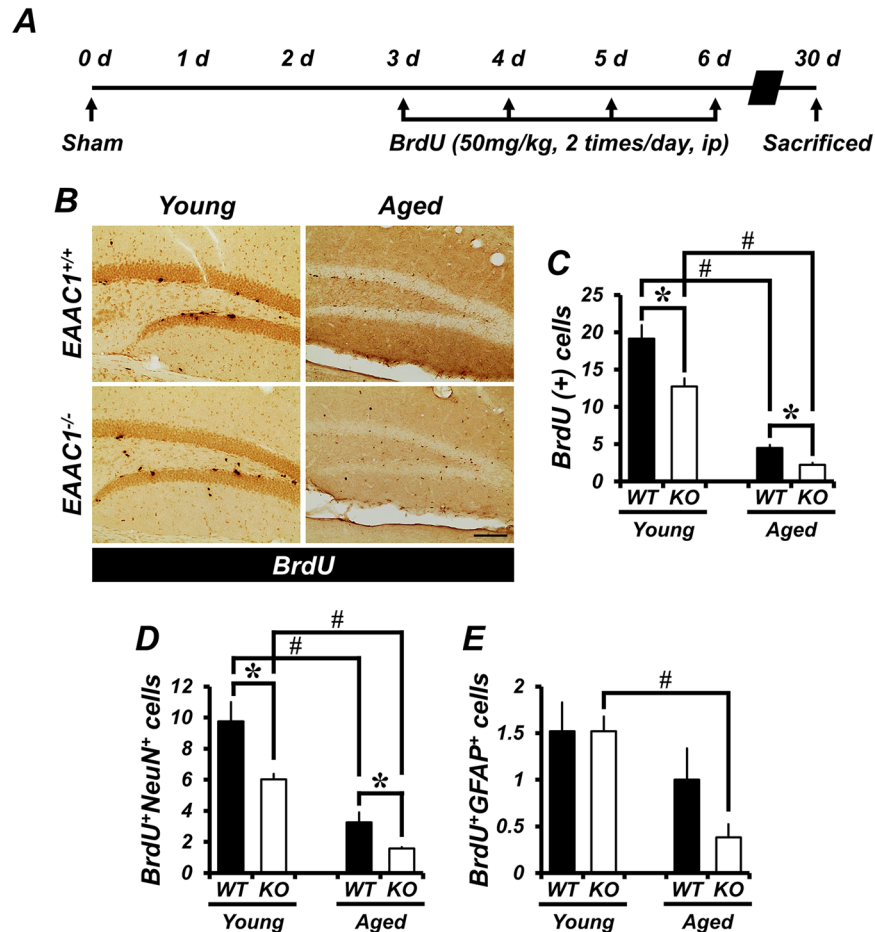 A
0 d 1 d 2 d 3 d 4 d 5 d 6 d 30 d
Sham BrdU (50mg/kg, 2 times/day, ip) Sacrificed
B
Young Aged
EAAC1+/+
EAAC1-/-
BrdU
C
# 
#
*
*
BrdU (+) cells
25
20
15
10
5
0
WT KO WT KO
Young Aged
D
#
#
*
*
BrdU+NeuN+ cells
12
10
8
6
4
2
0
WT KO WT KO
Young Aged
E
#
BrdU+GFAP+ cells
2
1.5
1
0.5
0
WT KO WT KO
Young Aged